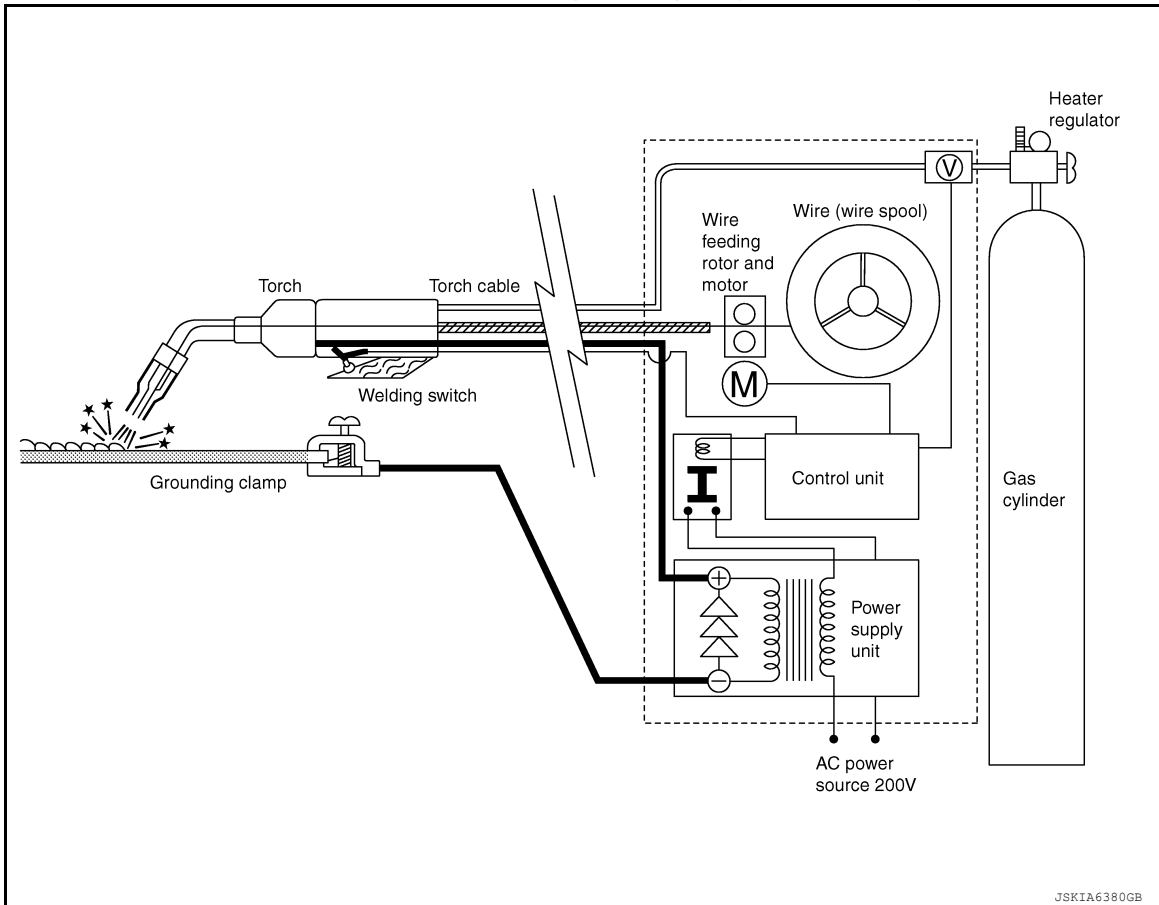 Heater
regulator
V
Wire (wire spool)
Wire
feeding
rotor and
motor
Torch
Torch cable
M
Welding switch
Grounding clamp
Control unit
Gas
cylinder
+
Power
supply
unit
−
AC power
source 200V
JSKIA6380GB